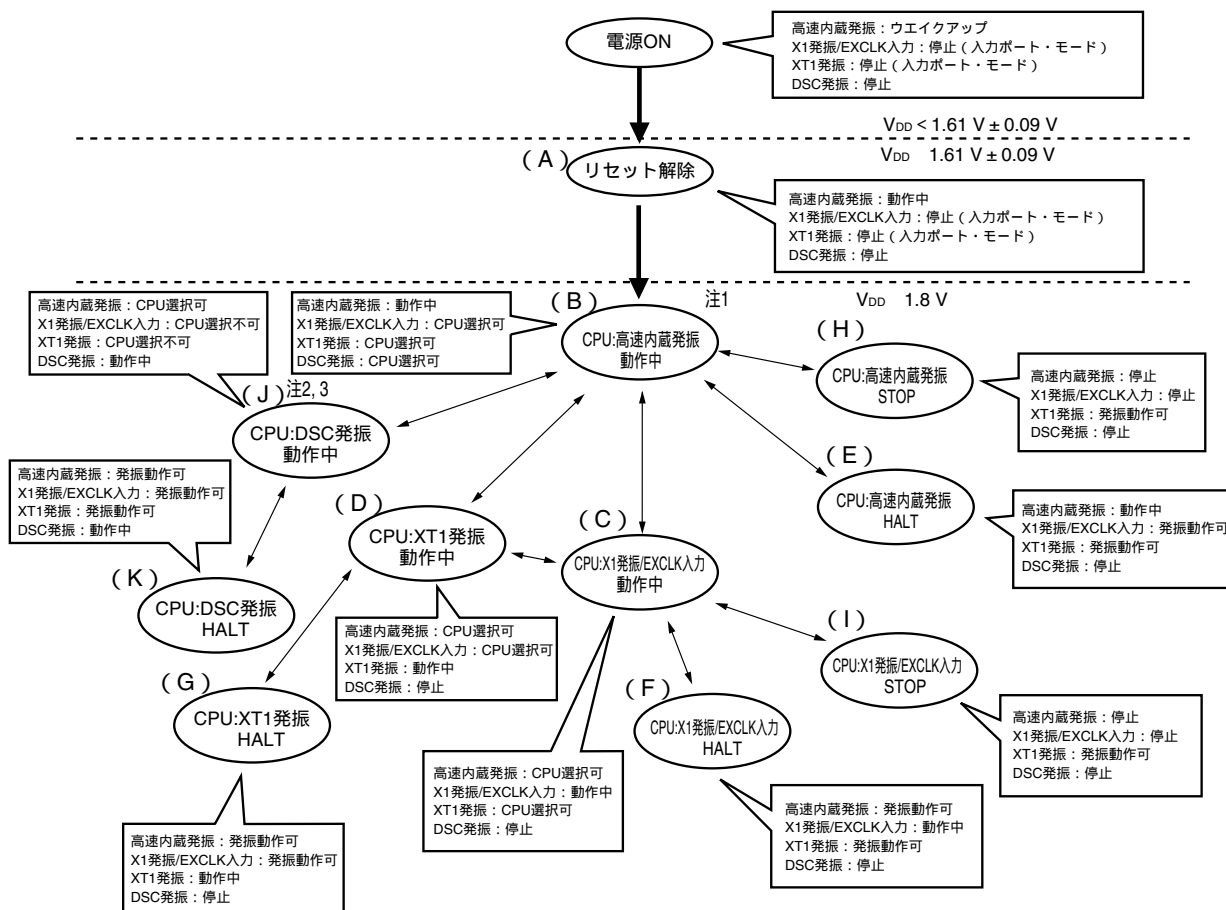 電源ON
高速内蔵発振：ウエイクアップ
X1発振/EXCLK入力：停止（入力ポート・モード）
XT1発振：停止（入力ポート・モード）
DSC発振：停止
VDD < 1.61 V ± 0.09 V
VDD 1.61 V ± 0.09 V
（A）
リセット解除
高速内蔵発振：動作中
X1発振/EXCLK入力：停止（入力ポート・モード）
XT1発振：停止（入力ポート・モード）
DSC発振：停止
VDD 1.8 V
注1
（B）
CPU:高速内蔵発振
動作中
高速内蔵発振：CPU選択可
X1発振/EXCLK入力：CPU選択不可
XT1発振：CPU選択不可
DSC発振：動作中
高速内蔵発振：動作中
X1発振/EXCLK入力：CPU選択可
XT1発振：CPU選択可
DSC発振：CPU選択可
（H）
CPU:高速内蔵発振
STOP
高速内蔵発振：停止
X1発振/EXCLK入力：停止
XT1発振：発振動作可
DSC発振：停止
（J）注2, 3
CPU:DSC発振
動作中
（E）
CPU:高速内蔵発振
HALT
高速内蔵発振：動作中
X1発振/EXCLK入力：発振動作可
XT1発振：発振動作可
DSC発振：停止
高速内蔵発振：発振動作可
X1発振/EXCLK入力：発振動作可
XT1発振：発振動作可
DSC発振：動作中
（D）
CPU:XT1発振
動作中
（C）
CPU:X1発振/EXCLK入力
動作中
（K）
CPU:DSC発振
HALT
高速内蔵発振：CPU選択可
X1発振/EXCLK入力：CPU選択可
XT1発振：動作中
DSC発振：停止
（I）
CPU:X1発振/EXCLK入力
STOP
（G）
CPU:XT1発振
HALT
（F）
CPU:X1発振/EXCLK入力
HALT
高速内蔵発振：停止
X1発振/EXCLK入力：停止
XT1発振：発振動作可
DSC発振：停止
高速内蔵発振：CPU選択可
X1発振/EXCLK入力：動作中
XT1発振：CPU選択可
DSC発振：停止
高速内蔵発振：発振動作可
X1発振/EXCLK入力：動作中
XT1発振：発振動作可
DSC発振：停止
高速内蔵発振：発振動作可
X1発振/EXCLK入力：発振動作可
XT1発振：動作中
DSC発振：停止